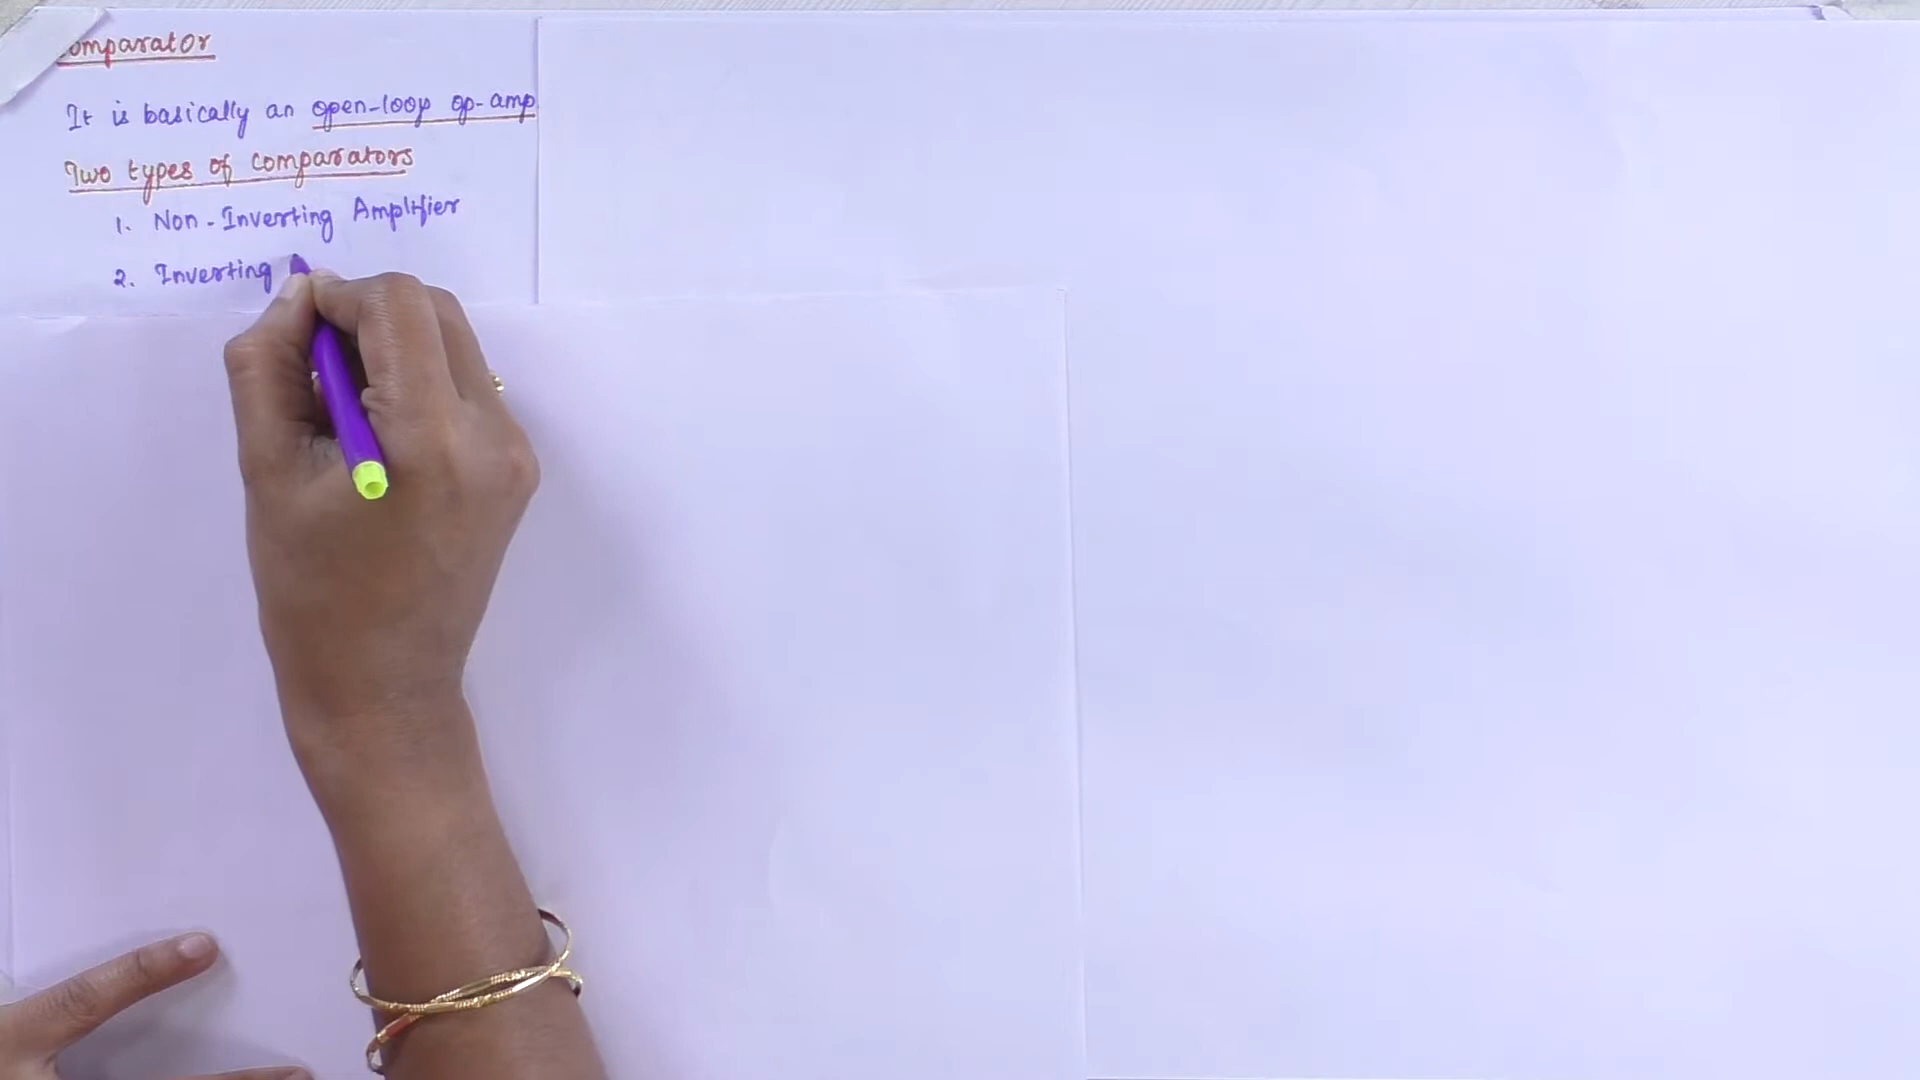 omparator
It is basically an open-loop op-amp
Two types of comparators
1. Non-Inverting Amplifier
2. Inverting